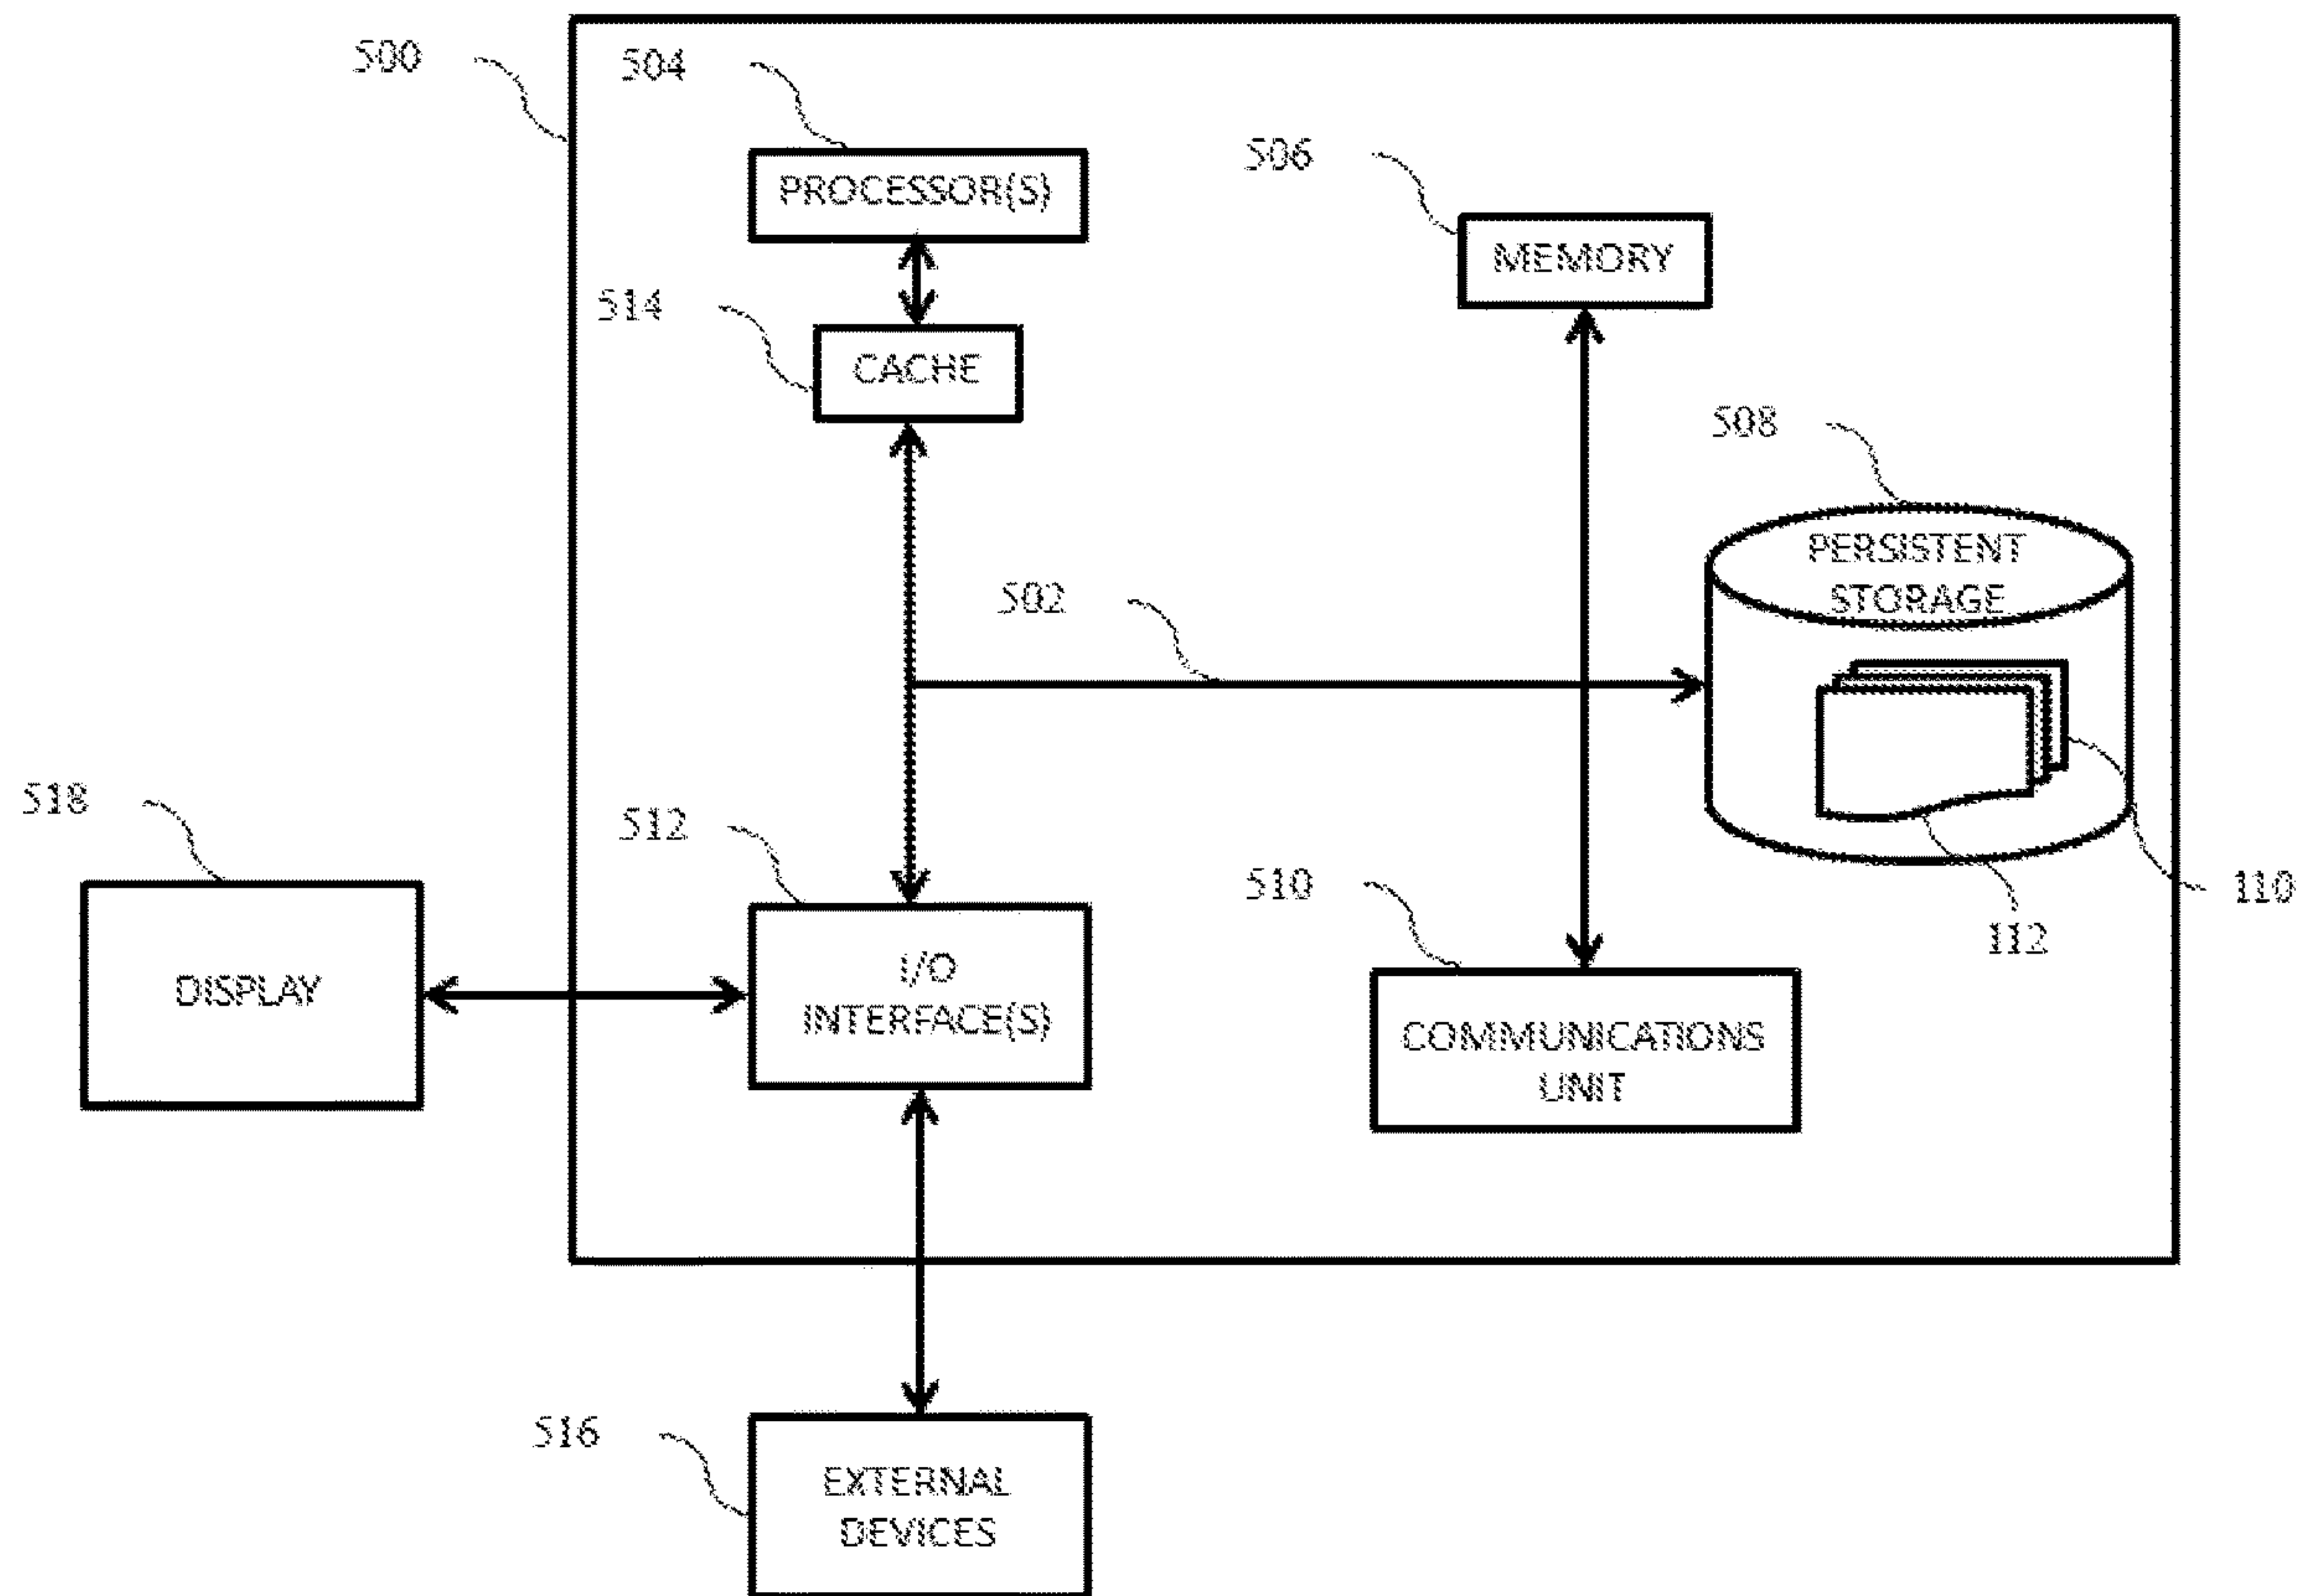 500
504
PROCESSOR(S)
506
MEMORY
514
CACHE
508
PERSISTENT
STORAGE
502
518
DISPLAY
512
I/O
INTERFACE(S)
510
COMMUNICATIONS
UNIT
110
112
516
EXTERNAL
DEVICES